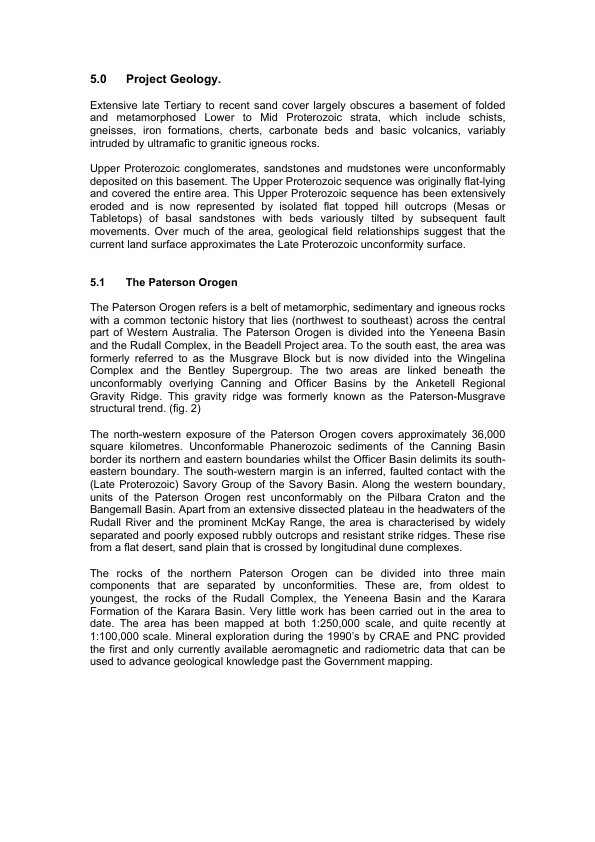 5.0 Project Geology.
Extensive late Tertiary to recent sand cover largely obscures a basement of folded
and metamorphosed Lower to Mid Proterozoic strata, which include schists,
gneisses, iron formations, cherts, carbonate beds and basic volcanics, variably
intruded by ultramafic to granitic igneous rocks.
Upper Proterozoic conglomerates, sandstones and mudstones were unconformably
deposited on this basement. The Upper Proterozoic sequence was originally flat-lying
and covered the entire area. This Upper Proterozoic sequence has been extensively
eroded and is now represented by isolated flat topped hill outcrops (Mesas or
Tabletops) of basal sandstones with beds variously tilted by subsequent fault
movements. Over much of the area, geological field relationships suggest that the
current land surface approximates the Late Proterozoic unconformity surface.
5.1 The Paterson Orogen
The Paterson Orogen refers is a belt of metamorphic, sedimentary and igneous rocks
with a common tectonic history that lies (northwest to southeast) across the central
part of Western Australia. The Paterson Orogen is divided into the Yeneena Basin
and the Rudall Complex, in the Beadell Project area. To the south east, the area was
formerly referred to as the Musgrave Block but is now divided into the Wingelina
Complex and the Bentley Supergroup. The two areas are linked beneath the
unconformably overlying Canning and Officer Basins by the Anketell Regional
Gravity Ridge. This gravity ridge was formerly known as the Paterson-Musgrave
structural trend. (fig. 2)
The north-western exposure of the Paterson Orogen covers approximately 36,000
square kilometres. Unconformable Phanerozoic sediments of the Canning Basin
border its northern and eastern boundaries whilst the Officer Basin delimits its south-
eastern boundary. The south-western margin is an inferred, faulted contact with the
(Late Proterozoic) Savory Group of the Savory Basin. Along the western boundary,
units of the Paterson Orogen rest unconformably on the Pilbara Craton and the
Bangemall Basin. Apart from an extensive dissected plateau in the headwaters of the
Rudall River and the prominent McKay Range, the area is characterised by widely
separated and poorly exposed rubbly outcrops and resistant strike ridges. These rise
from a flat desert, sand plain that is crossed by longitudinal dune complexes.
The rocks of the northern Paterson Orogen can be divided into three main
components that are separated by unconformities. These are, from oldest to
youngest, the rocks of the Rudall Complex, the Yeneena Basin and the Karara
Formation of the Karara Basin. Very little work has been carried out in the area to
date. The area has been mapped at both 1:250,000 scale, and quite recently at
1:100,000 scale. Mineral exploration during the 1990's by CRAE and PNC provided
the first and only currently available aeromagnetic and radiometric data that can be
used to advance geological knowledge past the Government mapping.